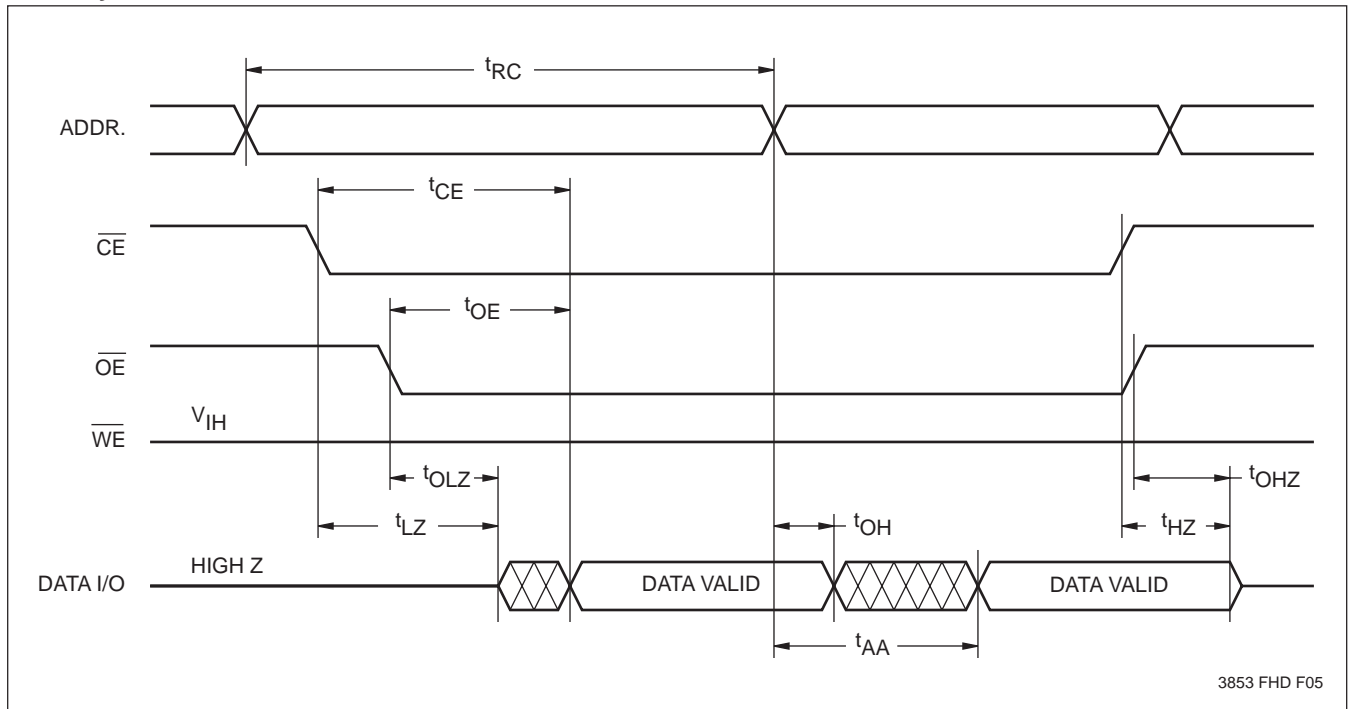 tRC
ADDR.
tCE
CE
tOE
OE
VIH
WE
tOLZ
tOHZ
tLZ
tOH
tHZ
HIGH Z
DATA I/O
DATA VALID
DATA VALID
tAA
3853 FHD F05